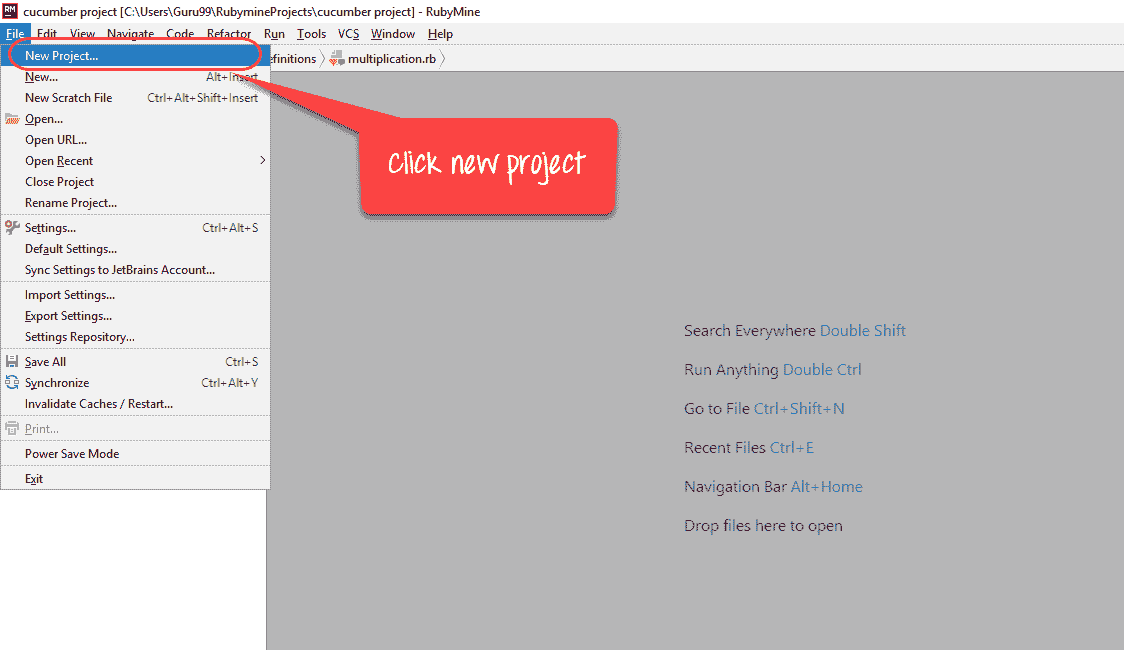 RM cucumber project [C:\Users\Guru99\RubymineProjects\cucumber project] - RubyMine
File Edit View Navigate Code Refactor Run Tools VCS Window Help
New Project...
efinitions multiplication.rb
New... Alt+Insert
New Scratch File Ctrl+Alt+Shift+Insert
Open...
Open URL...
Open Recent
Close Project
Rename Project...
Settings... Ctrl+Alt+S
Default Settings...
Sync Settings to JetBrains Account...
Import Settings...
Export Settings...
Settings Repository...
Save All Ctrl+S
Synchronize Ctrl+Alt+Y
Invalidate Caches / Restart...
Print...
Power Save Mode
Exit
click new project
Search Everywhere Double Shift
Run Anything Double Ctrl
Go to File Ctrl+Shift+N
Recent Files Ctrl+E
Navigation Bar Alt+Home
Drop files here to open